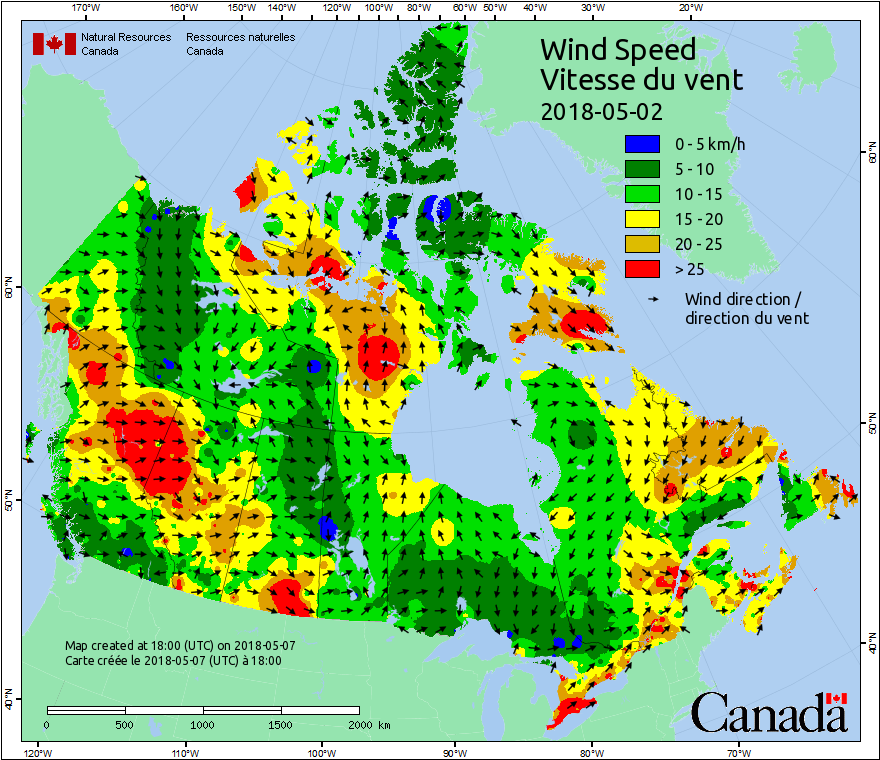 170°W 160°W 150°W 140°W 130°W 120°W 110°W 100°W 90°W 80°W 70°W 60°W 50°W 40°W 30°W 20°W
Natural Resources Canada
Ressources naturelles Canada
Wind Speed
Vitesse du vent
2018-05-02
0 - 5 km/h
5 - 10
10 - 15
15 - 20
20 - 25
> 25
Wind direction /
direction du vent
60°N
60°N
50°N
50°N
40°N
40°N
Map created at 18:00 (UTC) on 2018-05-07
Carte créée le 2018-05-07 (UTC) à 18:00
0 500 1000 1500 2000 km
Canada
120°W 110°W 100°W 90°W 80°W 70°W